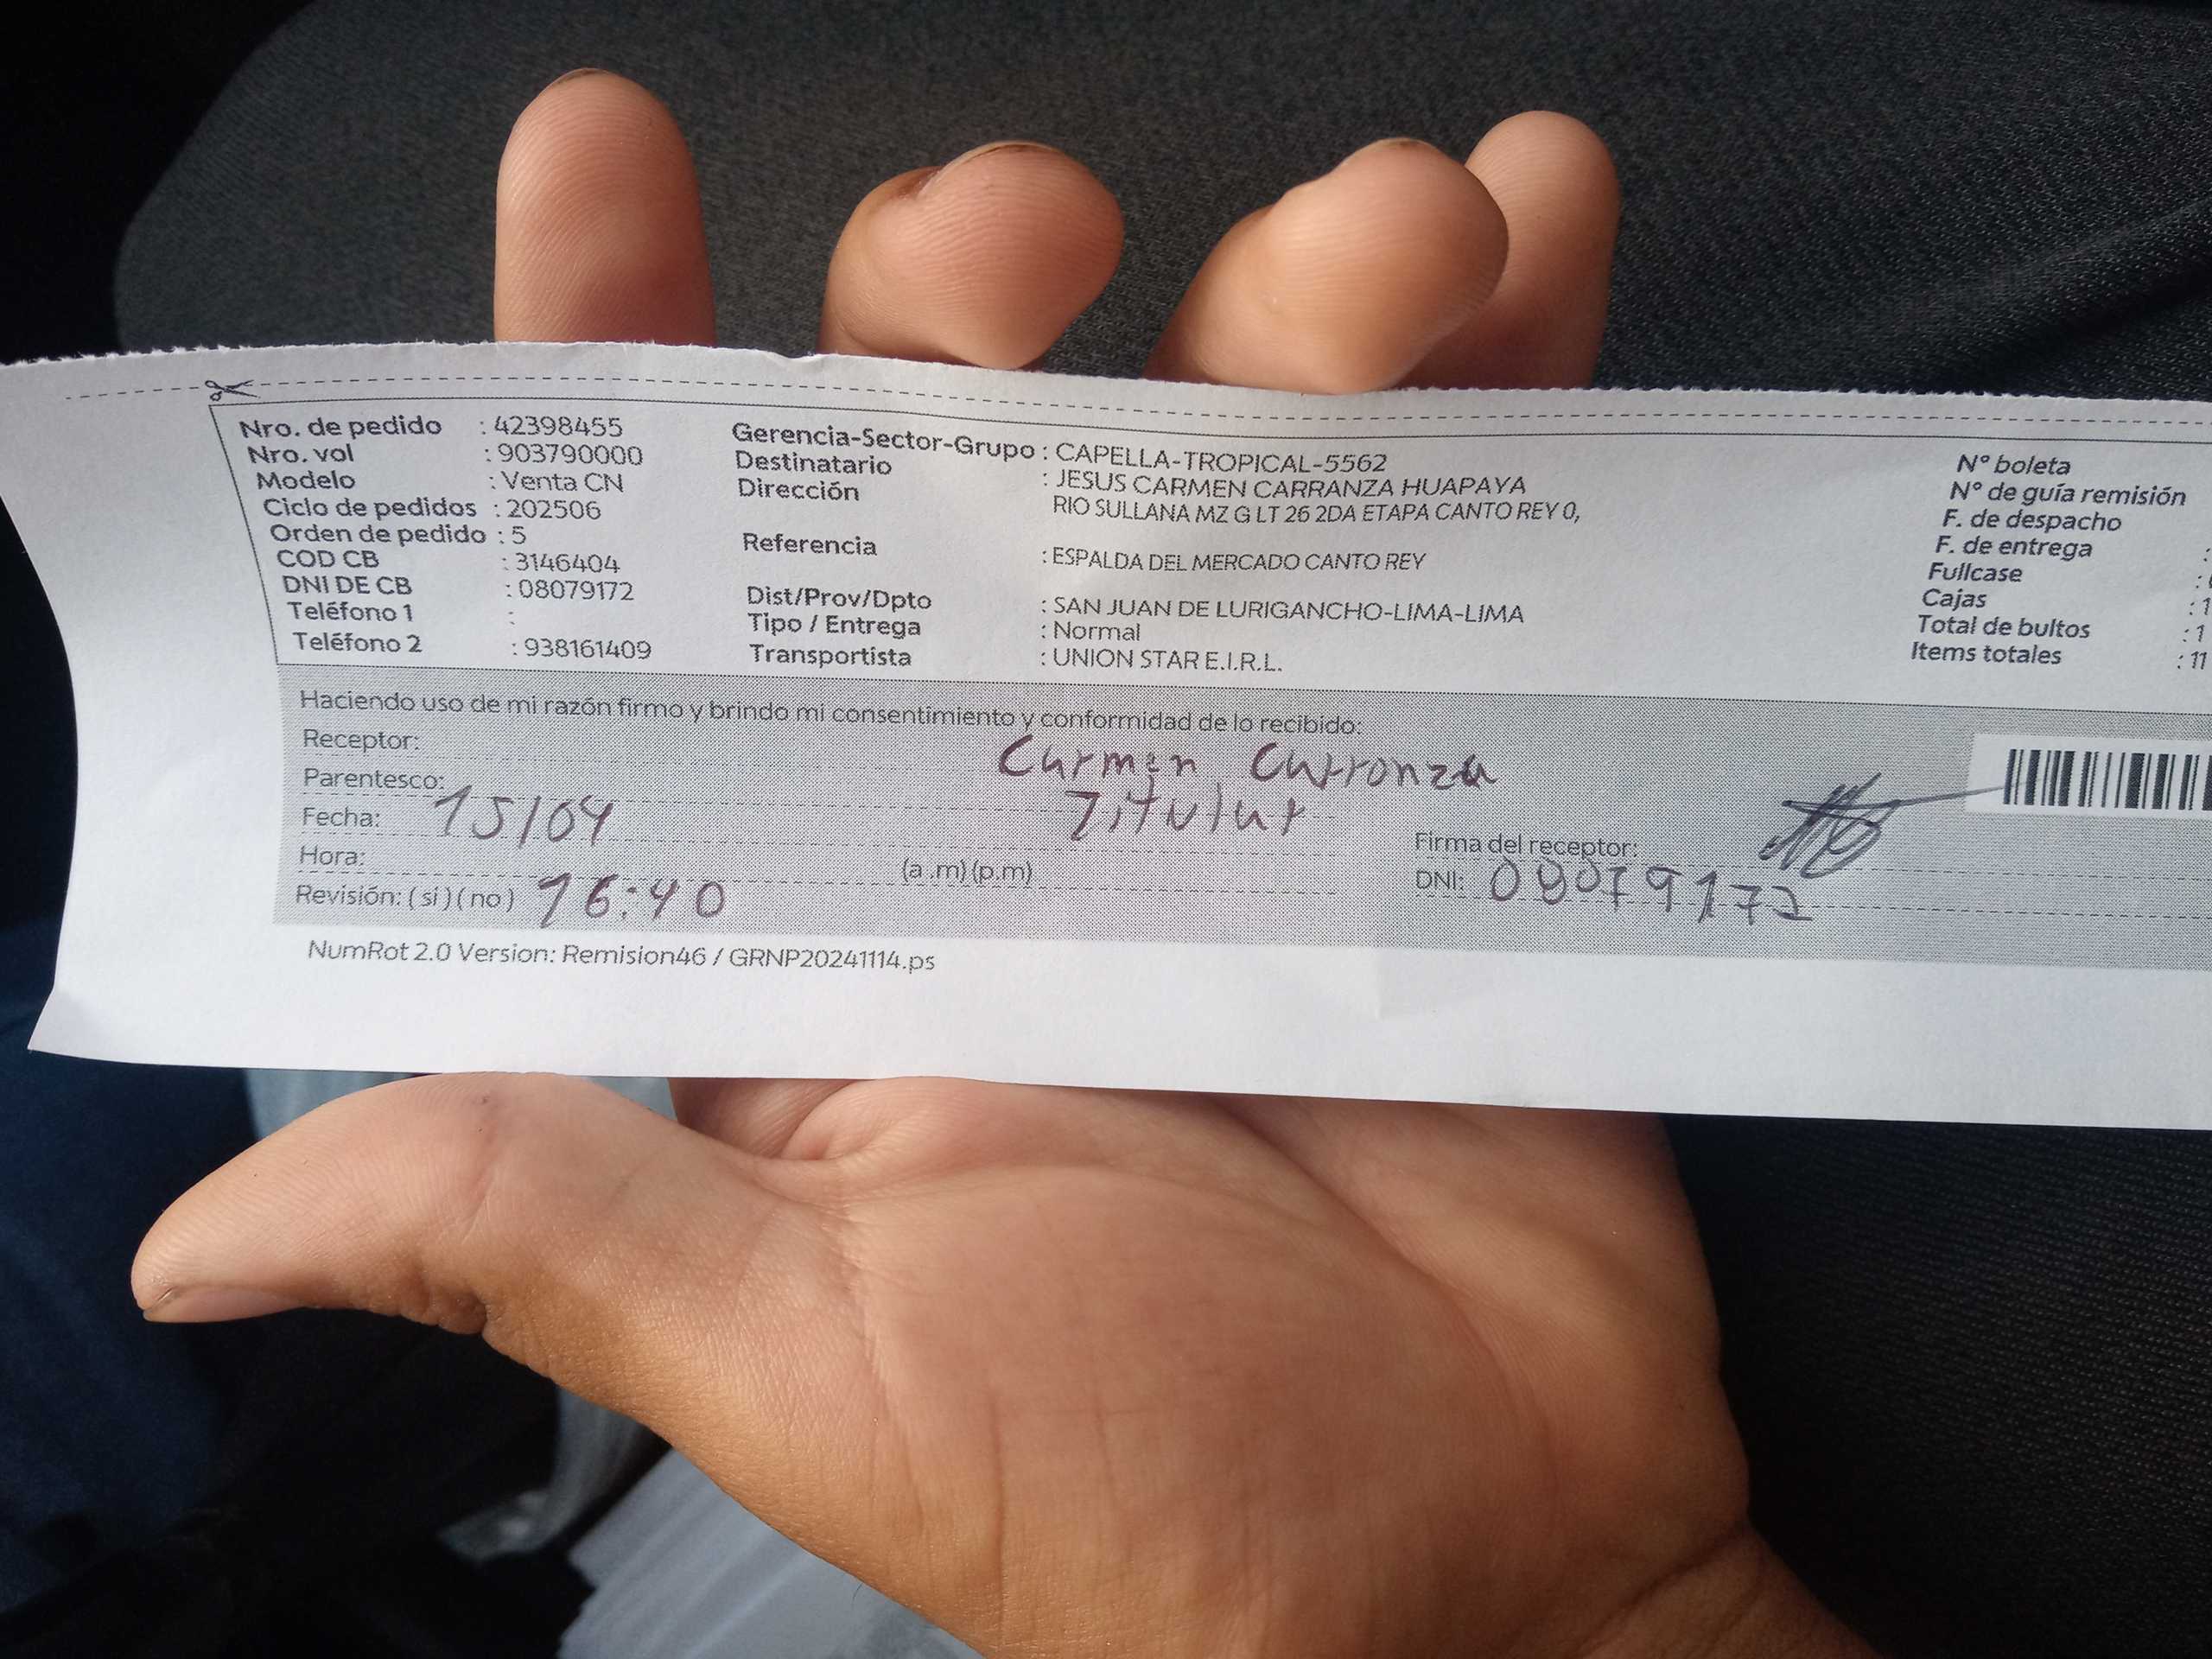 Nro. de pedido : 42398455
Nro. vol : 903790000
Modelo : Venta CN
Ciclo de pedidos : 202506
Orden de pedido : 5
COD CB : 3146404
DNI DE CB : 08079172
Teléfono 1 :
Teléfono 2 : 938161409
Gerencia-Sector-Grupo : CAPELLA-TROPICAL-5562
Destinatario : JESUS CARMEN CARRANZA HUAPAYA
Dirección RIO SULLANA MZ G LT 26 2DA ETAPA CANTO REY 0,
Referencia : ESPALDA DEL MERCADO CANTO REY
Dist/Prov/Dpto : SAN JUAN DE LURIGANCHO-LIMA-LIMA
Tipo / Entrega : Normal
Transportista : UNION STAR E.I.R.L.
N° boleta
N° de guía remisión
F. de despacho
F. de entrega :
Fullcase :
Cajas : 1
Total de bultos : 1
Items totales : 11
Haciendo uso de mi razón firmo y brindo mi consentimiento y conformidad de lo recibido:
Receptor: Carmen Carranza
Parentesco: Titular
Fecha: 15/04
Hora: 16:40 (a .m) (p.m)
Revisión: ( si ) ( no )
Firma del receptor:
DNI: 08079172
NumRot 2.0 Version: Remision46 / GRNP20241114.ps